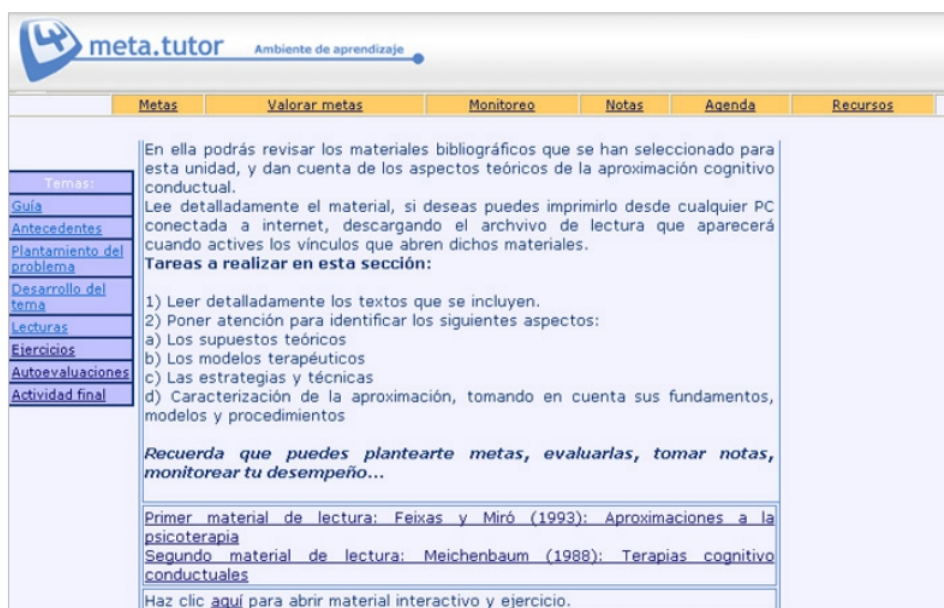 meta.tutor Ambiente de aprendizaje
Metas Valorar metas Monitoreo Notas Agenda Recursos
Temas:
Guía
Antecedentes
Plantamiento del
problema
Desarrollo del
tema
Lecturas
Ejercicios
Autoevaluaciones
Actividad final
En ella podrás revisar los materiales bibliográficos que se han seleccionado para
esta unidad, y dan cuenta de los aspectos teóricos de la aproximación cognitivo
conductual.
Lee detalladamente el material, si deseas puedes imprimirlo desde cualquier PC
conectada a internet, descargando el archvivo de lectura que aparecerá
cuando actives los vínculos que abren dichos materiales.
Tareas a realizar en esta sección:
1) Leer detalladamente los textos que se incluyen.
2) Poner atención para identificar los siguientes aspectos:
a) Los supuestos teóricos
b) Los modelos terapéuticos
c) Las estrategias y técnicas
d) Caracterización de la aproximación, tomando en cuenta sus fundamentos,
modelos y procedimientos
Recuerda que puedes plantearte metas, evaluarlas, tomar notas,
monitorear tu desempeño...
Primer material de lectura: Feixas y Miró (1993): Aproximaciones a la
psicoterapia
Segundo material de lectura: Meichenbaum (1988): Terapias cognitivo
conductuales
Haz clic aquí para abrir material interactivo y ejercicio.